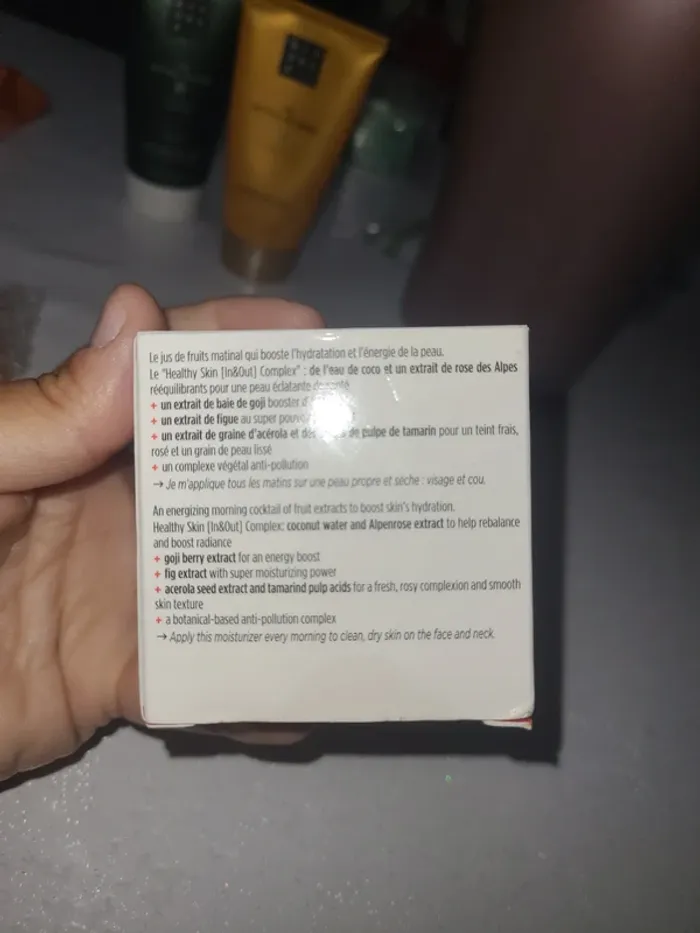 Le jus de fruits matinal qui booste l'hydratation et l'énergie de la peau.
Le "Healthy Skin [In&Out] Complex" : de l'eau de coco et un extrait de rose des Alpes
rééquilibrants pour une peau éclatante de santé
+ un extrait de baie de goji booster
+ un extrait de figue au super
+ un extrait de graine d'acérola et de pulpe de tamarin pour un teint frais,
rosé et un grain de peau lissé
+ un complexe végétal anti-pollution
→ Je m'applique tous les matins sur une peau propre et sèche : visage et cou.
An energizing morning cocktail of fruit extracts to boost skin's hydration.
Healthy Skin [In&Out] Complex: coconut water and Alpenrose extract to help rebalance
and boost radiance
+ goji berry extract for an energy boost
+ fig extract with super moisturizing power
+ acerola seed extract and tamarind pulp acids for a fresh, rosy complexion and smooth
skin texture
+ a botanical-based anti-pollution complex
→ Apply this moisturizer every morning to clean, dry skin on the face and neck.